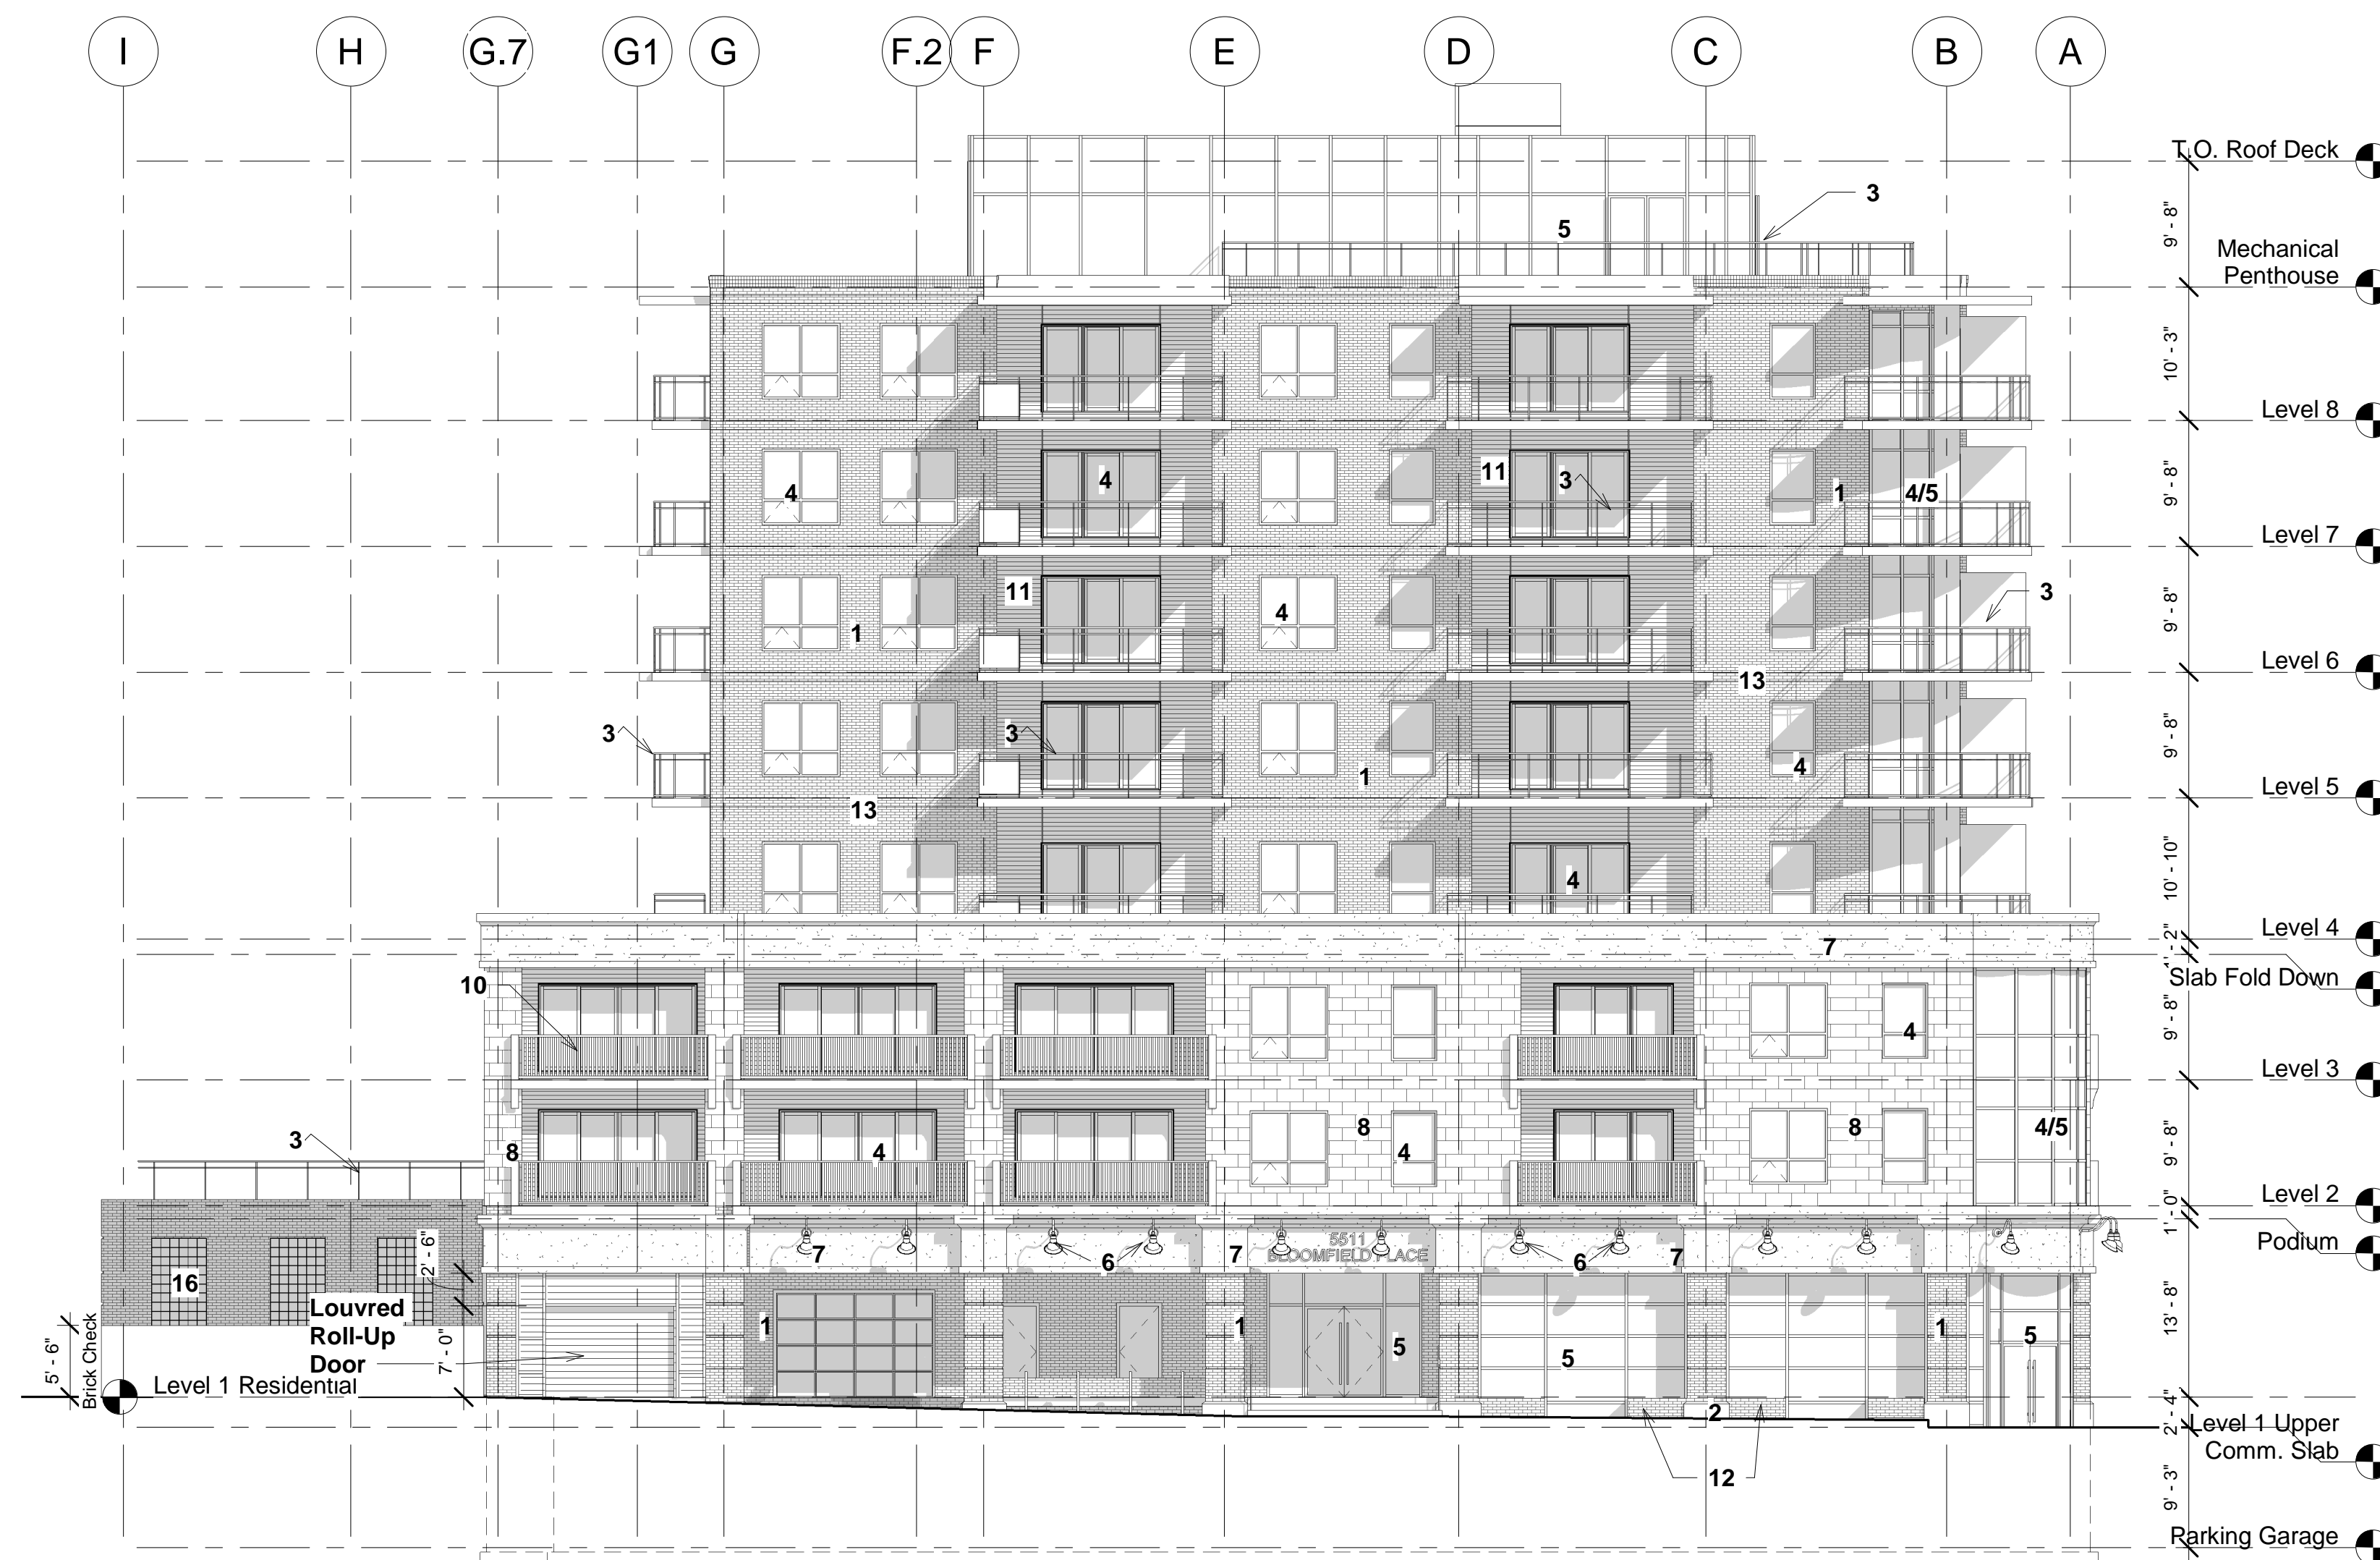 I H G.7 G1 G F.2 F E D C B A
T.O. Roof Deck
3
9' - 8"
5
Mechanical
Penthouse
10' - 3"
Level 8
4 4 11 3 1 4/5
9' - 8"
Level 7
11 4 3
1
9' - 8"
Level 6
13
3 3
9' - 8"
1 4
Level 5
13
10' - 10"
4
Level 4
7
1' - 2"
Slab Fold Down
10
9' - 8"
4
Level 3
3 8 4 8 4 8 4/5
9' - 8"
Level 2
1' - 0"
5511
BLOOMFIELD PLACE
7 6 7 6 7
Podium
2' - 6"
16
Louvred
Roll-Up
Door
7' - 0"
5' - 6"
Brick Check
1 1 5 5 1 5
13' - 8"
Level 1 Residential
2
2' - 4"
Level 1 Upper
Comm. Slab
12
9' - 3"
Parking Garage